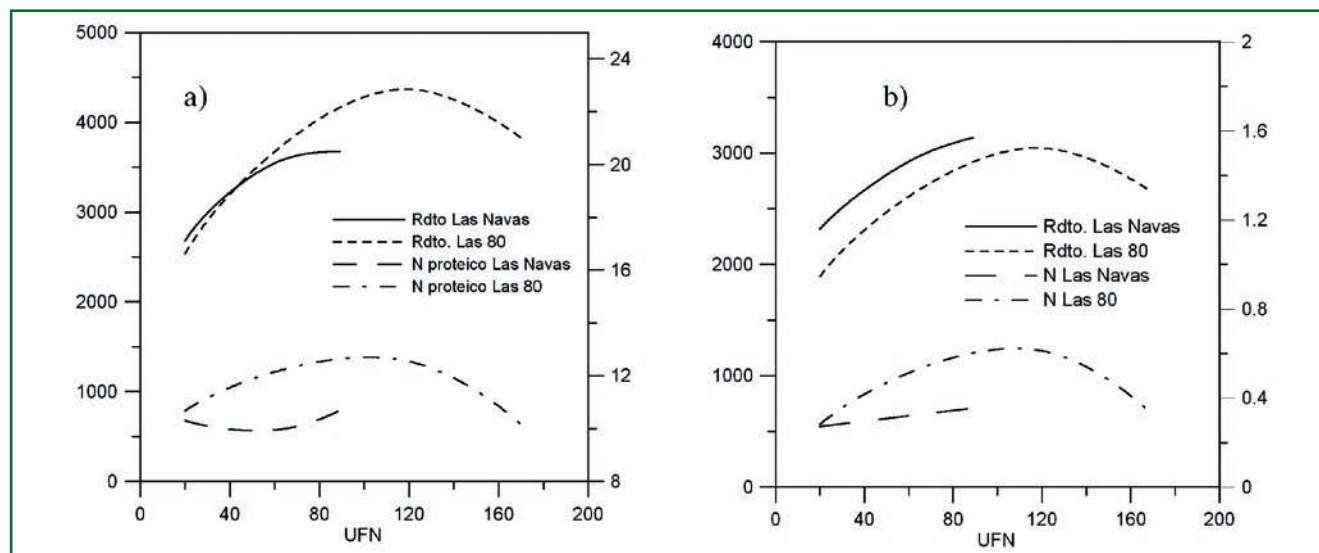 a)
5000
4000
3000
2000
1000
0
24
20
16
12
8
Rdto Las Navas
Rdto. Las 80
N proteico Las Navas
N proteico Las 80
0 40 80 120 160 200
UFN
b)
4000
3000
2000
1000
0
2
1.6
1.2
0.8
0.4
0
Rdto. Las Navas
Rdto. Las 80
N Las Navas
N Las 80
0 40 80 120 160 200
UFN